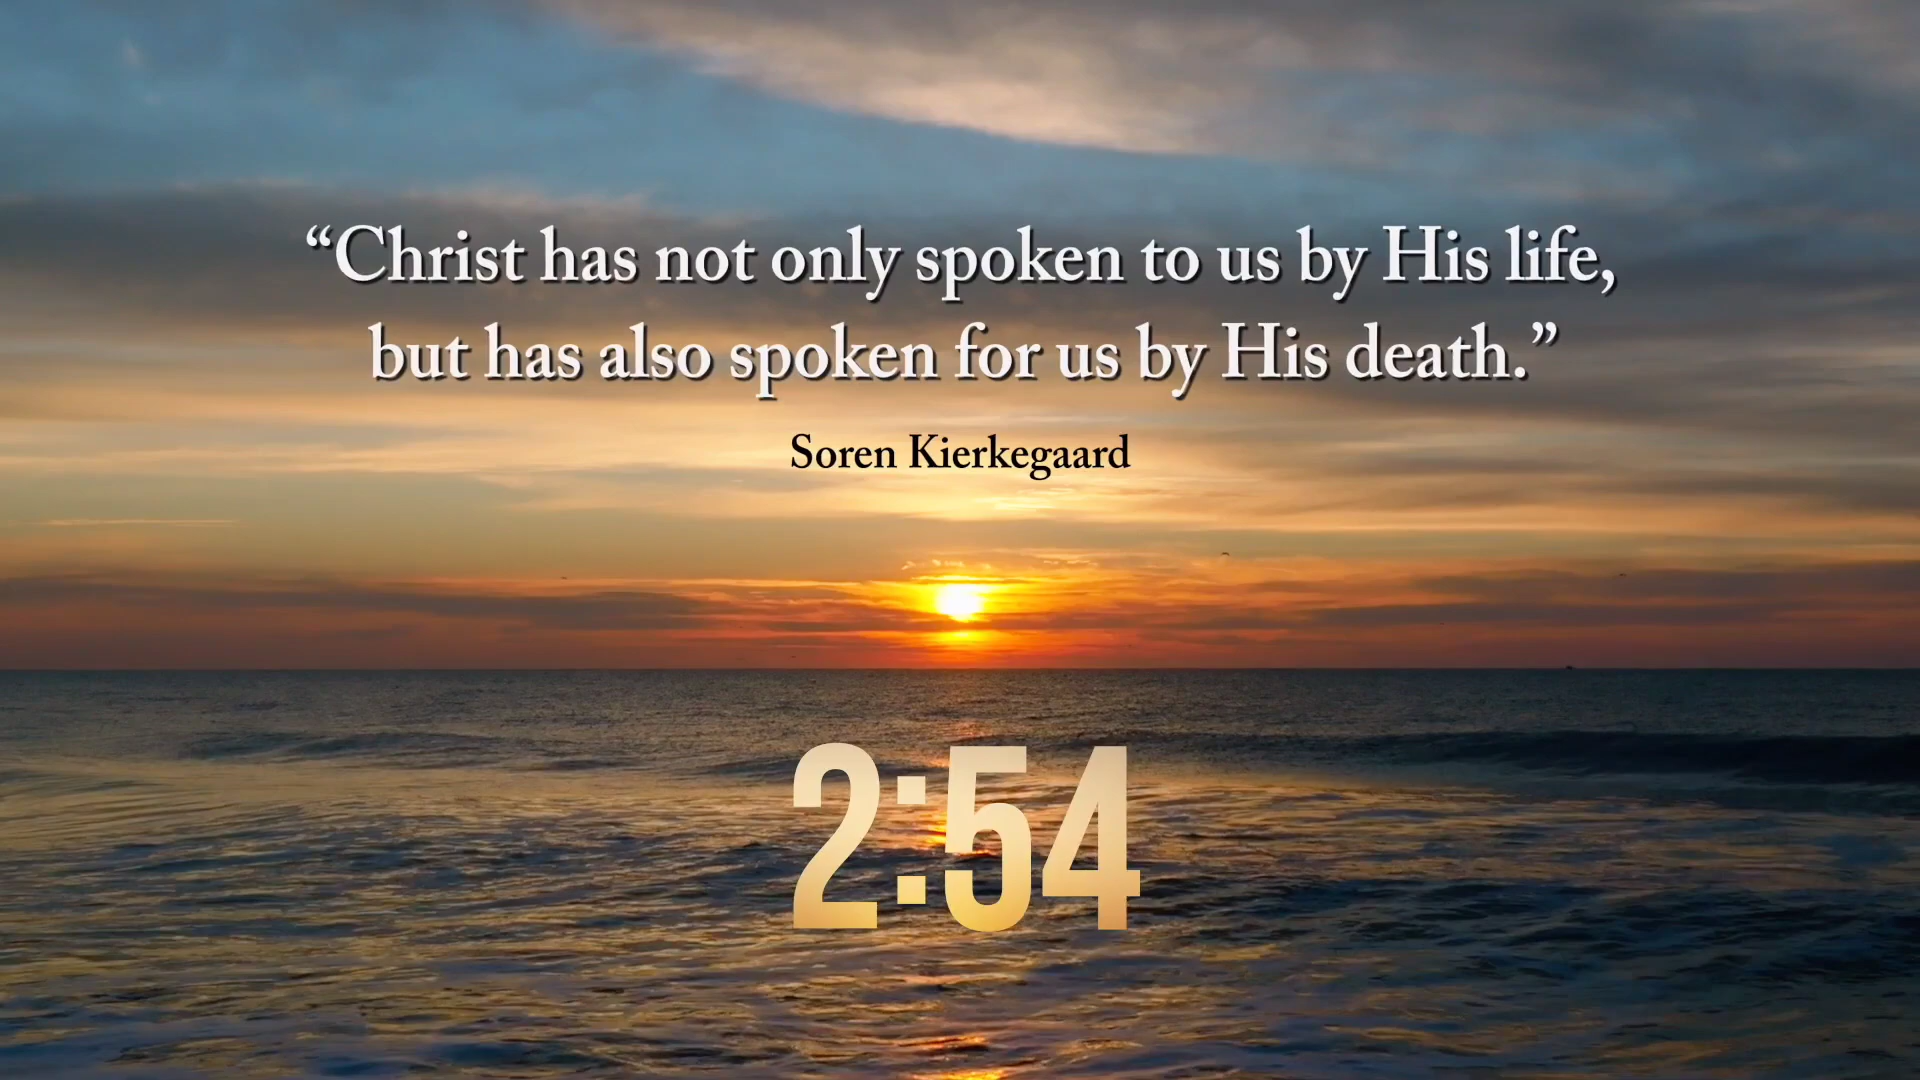 “Christ has not only spoken to us by His life,
but has also spoken for us by His death.”
Soren Kierkegaard
2:54